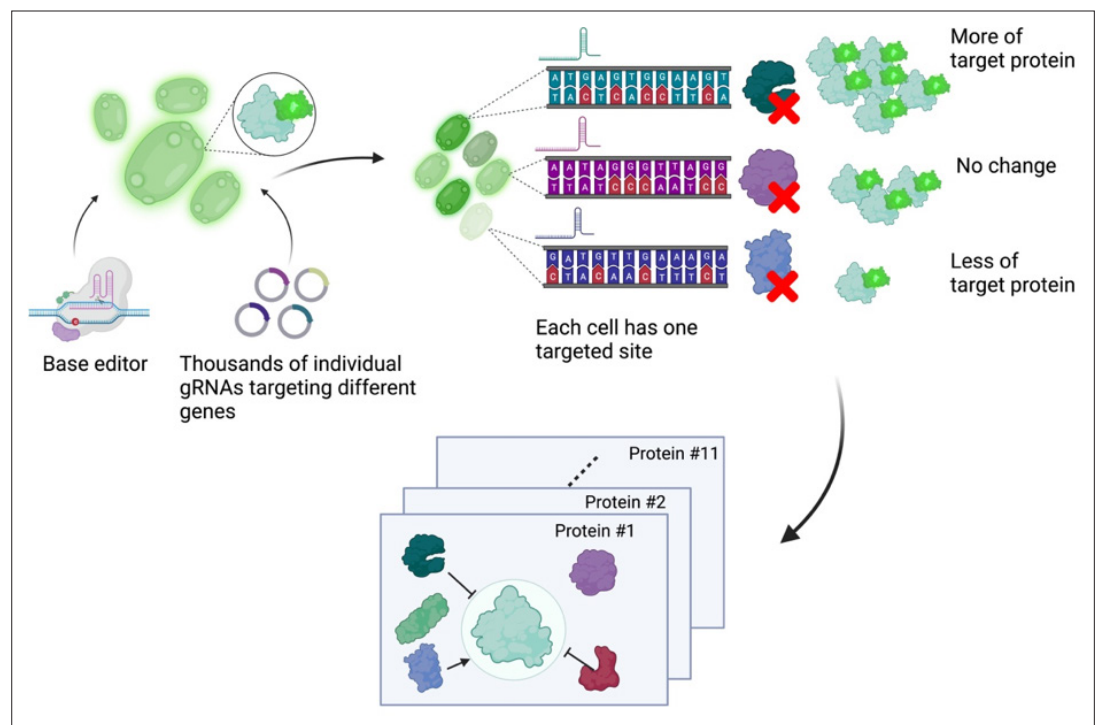 More of
target protein
A T G A G T G G A A G T
T A C T C A C C T T C A
No change
A A T A G G G T T A G G
T T A T C C C A A T C C
Less of
target protein
G A T G T T G A A A G A
C T A C A A C T T T C T
Each cell has one
targeted site
Base editor
Thousands of individual
gRNAs targeting different
genes
Protein #11
Protein #2
Protein #1